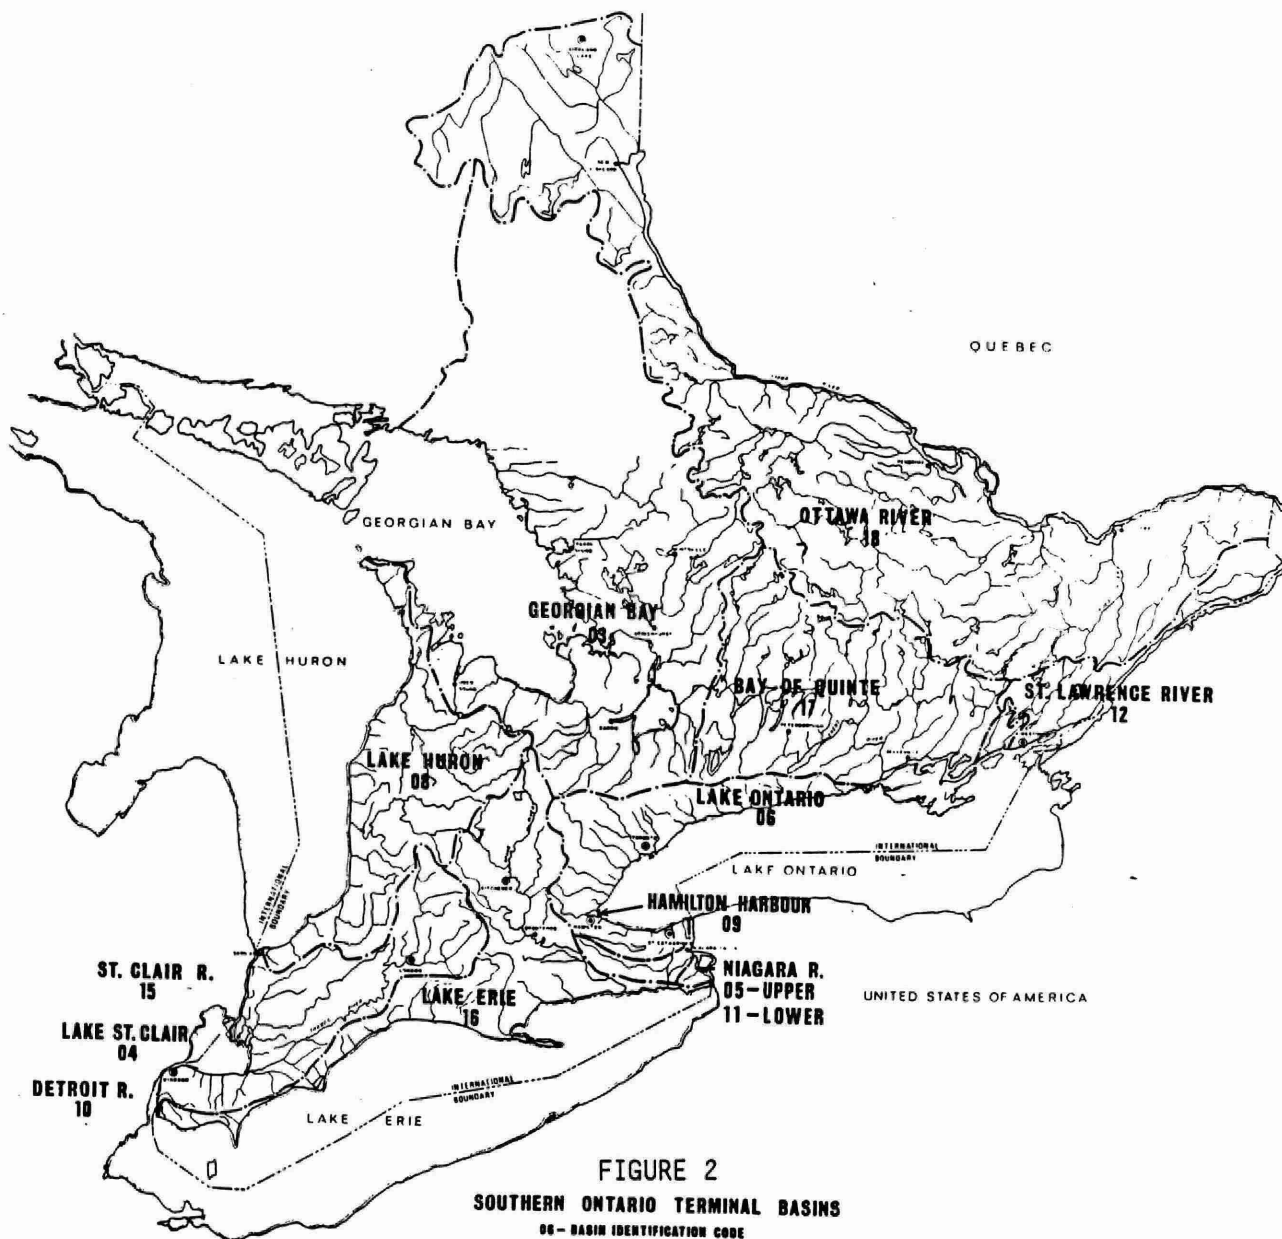 QUEBEC
OTTAWA RIVER
18
GEORGIAN BAY
GEORGIAN BAY
03
LAKE HURON
BAY OF QUINTE
17
ST. LAWRENCE RIVER
12
LAKE HURON
08
LAKE ONTARIO
06
INTERNATIONAL
BOUNDARY
LAKE ONTARIO
INTERNATIONAL
BOUNDARY
HAMILTON HARBOUR
09
ST. CLAIR R.
15
LAKE ERIE
16
NIAGARA R.
05-UPPER
11-LOWER
UNITED STATES OF AMERICA
LAKE ST. CLAIR
04
DETROIT R.
10
INTERNATIONAL
BOUNDARY
LAKE ERIE
FIGURE 2
SOUTHERN ONTARIO TERMINAL BASINS
06 - BASIN IDENTIFICATION CODE